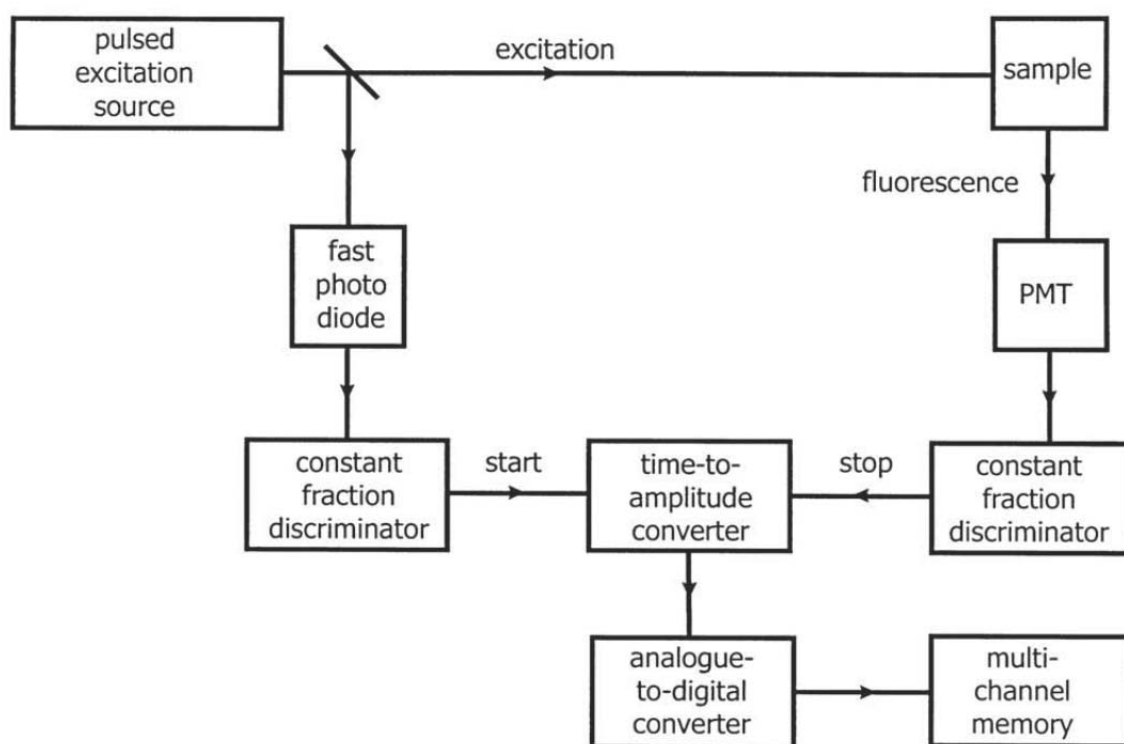 pulsed
excitation
source
excitation
sample
fluorescence
fast
photo
diode
PMT
constant
fraction
discriminator
start
time-to-
amplitude
converter
stop
constant
fraction
discriminator
analogue-
to-digital
converter
multi-
channel
memory